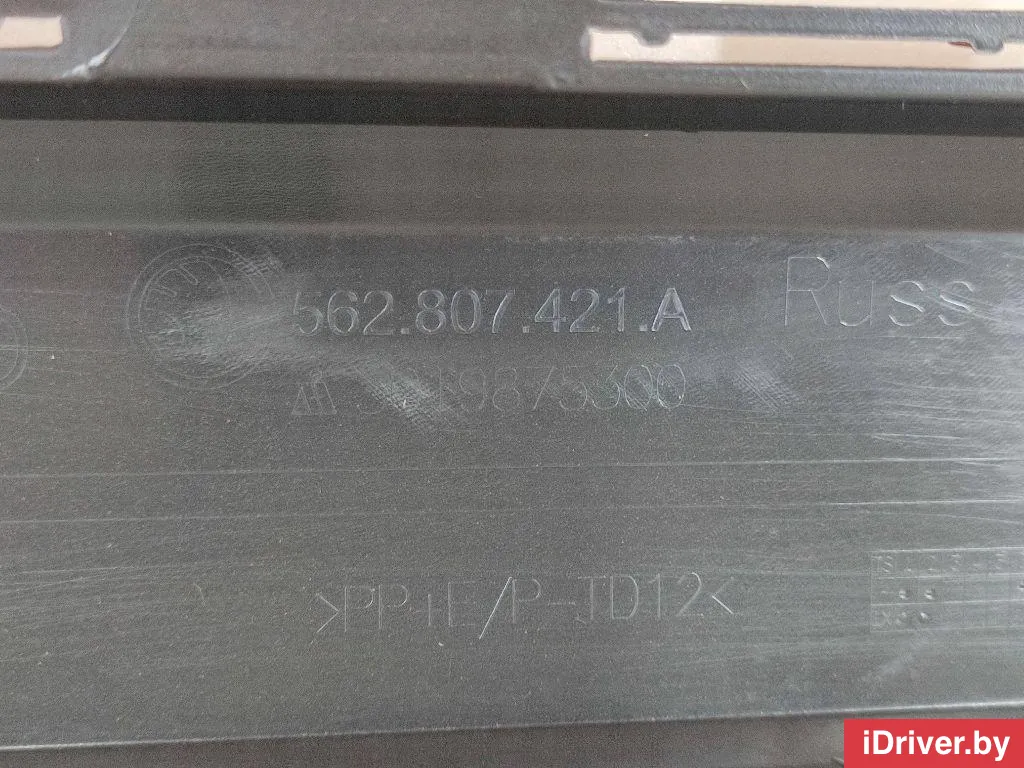 562.807.421.A
Russ
>PP+E/P-TD12<
iDriver.by